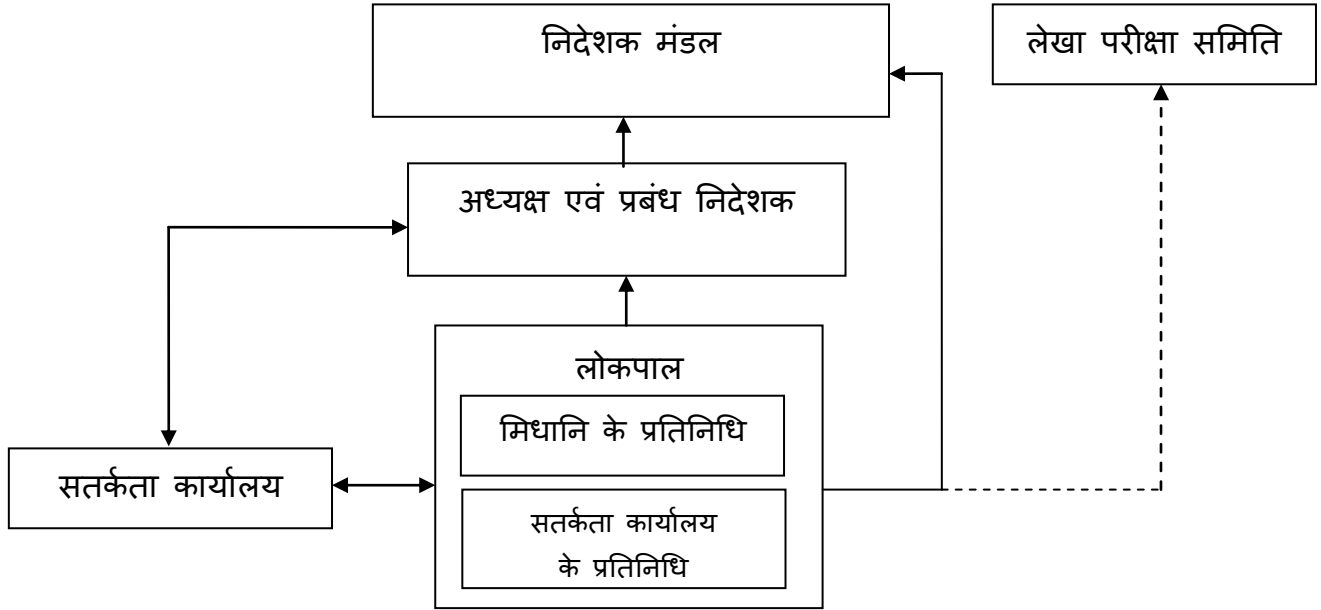 निदेशक मंडल
लेखा परीक्षा समिति
अध्यक्ष एवं प्रबंध निदेशक
लोकपाल
मिधानि के प्रतिनिधि
सतर्कता कार्यालय
सतर्कता कार्यालय
के प्रतिनिधि